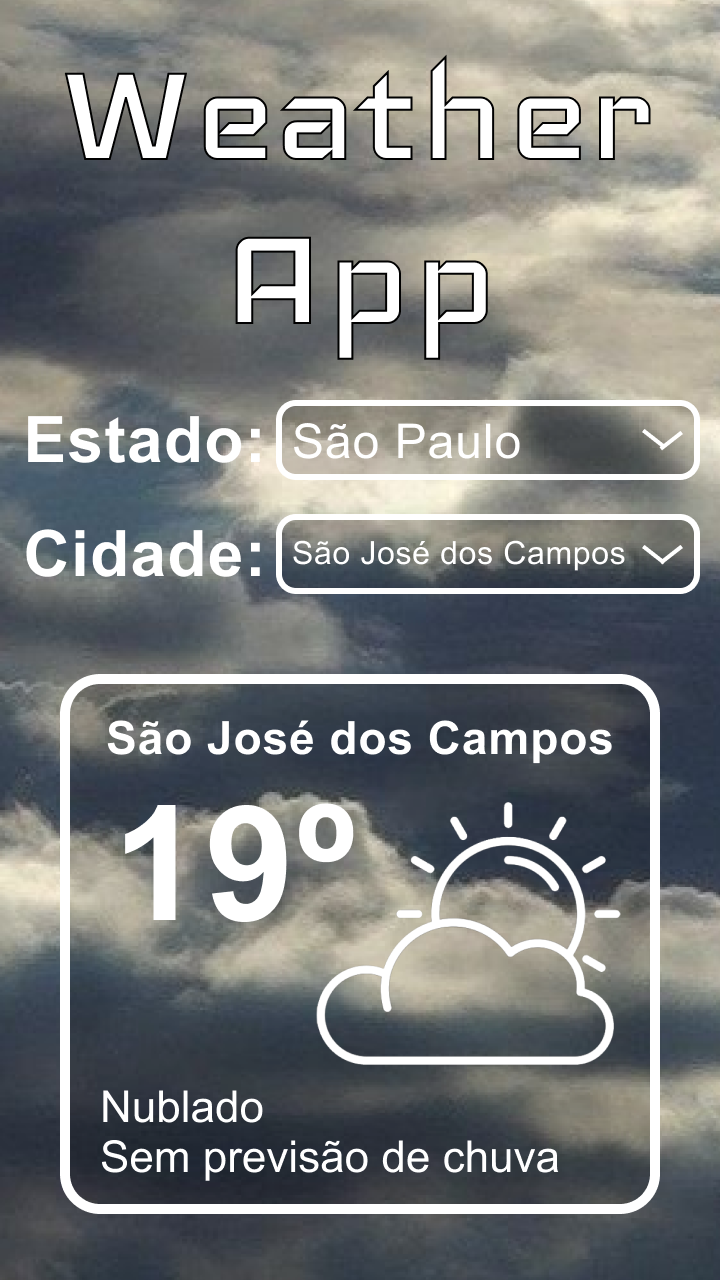 Weather
App
Estado: São Paulo
Cidade: São José dos Campos
São José dos Campos
19º
Nublado
Sem previsão de chuva